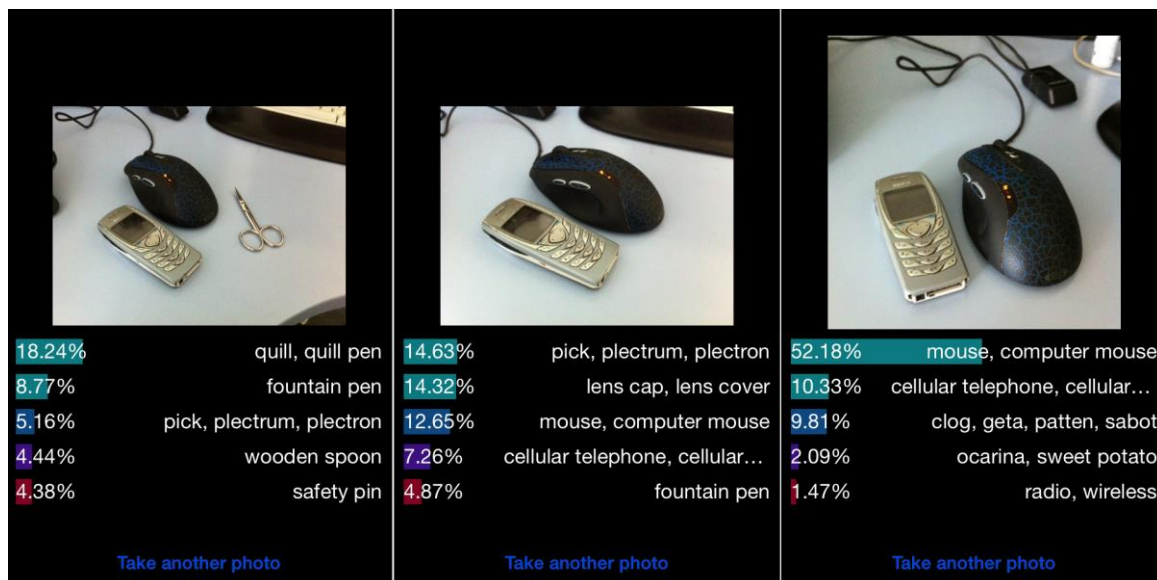 18.24% quill, quill pen
8.77% fountain pen
5.16% pick, plectrum, plectron
4.44% wooden spoon
4.38% safety pin
Take another photo
14.63% pick, plectrum, plectron
14.32% lens cap, lens cover
12.65% mouse, computer mouse
7.26% cellular telephone, cellular…
4.87% fountain pen
Take another photo
52.18% mouse, computer mouse
10.33% cellular telephone, cellular…
9.81% clog, geta, patten, sabot
2.09% ocarina, sweet potato
1.47% radio, wireless
Take another photo